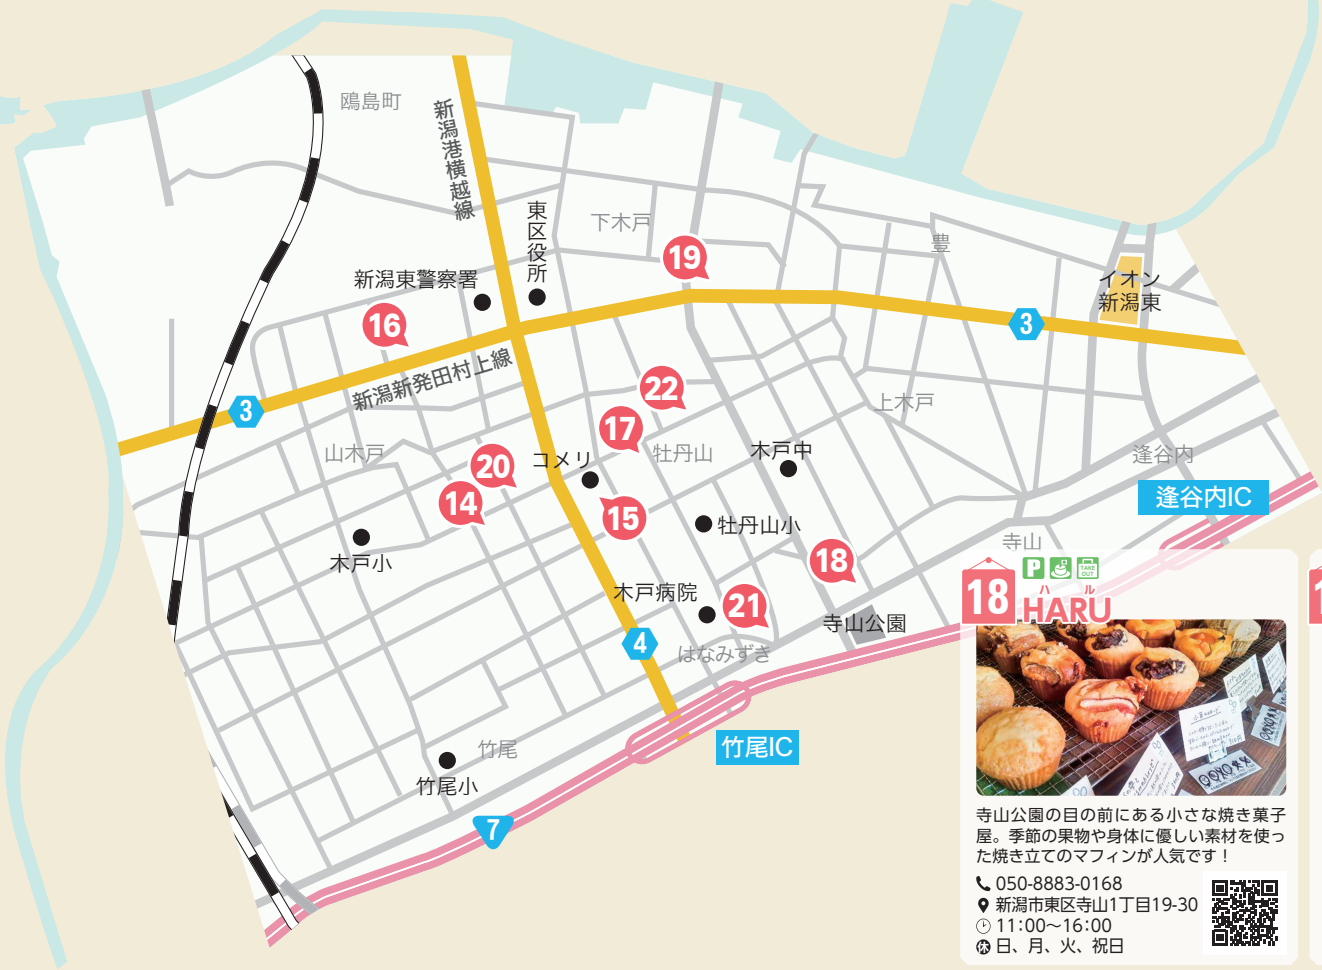 鴎島町
新潟港横越線
東区役所
下木戸
豊
19
イオン
新潟東
新潟東警察署
16
3
3
新潟新発田村上線
22
17
上木戸
山木戸
20
コメリ
牡丹山
木戸中
逢谷内
14
15
牡丹山小
逢谷内IC
木戸小
寺山
18
木戸病院
21
寺山公園
4
はなみずき
竹尾IC
竹尾
竹尾小
7
P
TAKE OUT
18
ハル
HARU
寺山公園の目の前にある小さな焼き菓子
屋。季節の果物や身体に優しい素材を使っ
た焼き立てのマフィンが人気です！
050-8883-0168
新潟市東区寺山1丁目19-30
11:00〜16:00
休 日、月、火、祝日